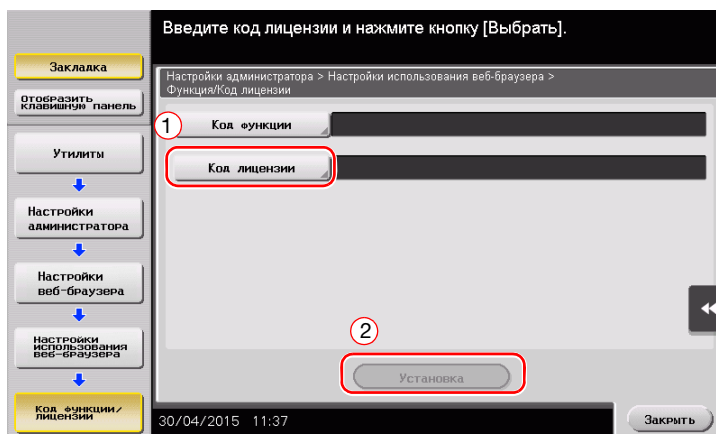 Введите код лицензии и нажмите кнопку [Выбрать].
Закладка
Отобразить
клавишную панель
Утилиты
Настройки
администратора
Настройки
веб-браузера
Настройки
использования
веб-браузера
Код функции/
лицензии
Настройки администратора > Настройки использования веб-браузера >
Функция/Код лицензии
1
Код функции
Код лицензии
2
Установка
30/04/2015 11:37
Закрыть